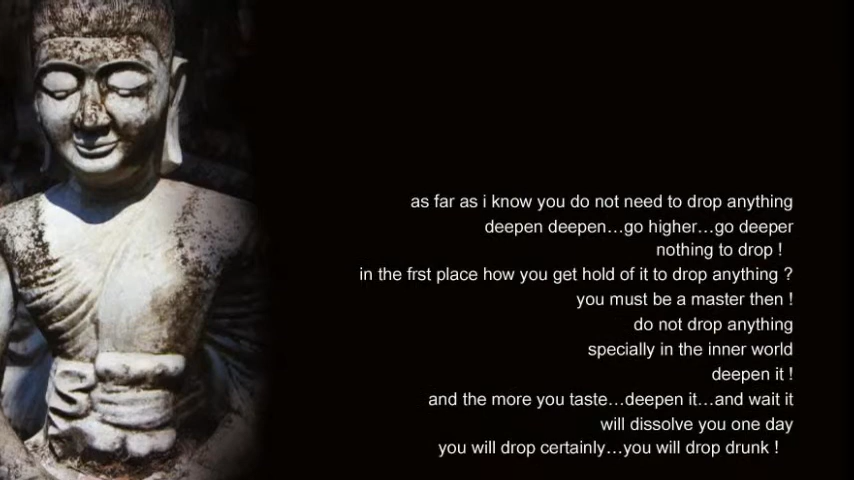 as far as i know you do not need to drop anything
deepen deepen...go higher...go deeper
nothing to drop !
in the frst place how you get hold of it to drop anything ?
you must be a master then !
do not drop anything
specially in the inner world
deepen it !
and the more you taste...deepen it...and wait it
will dissolve you one day
you will drop certainly...you will drop drunk !